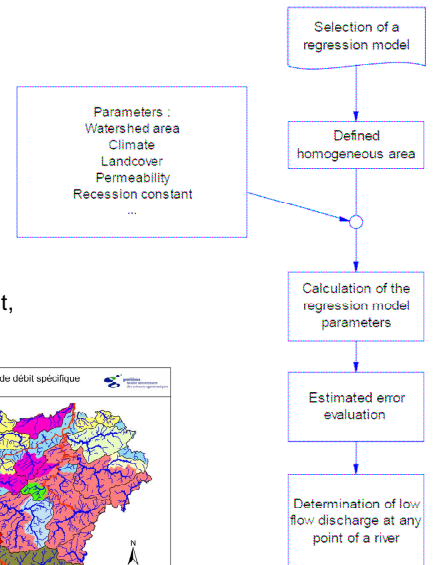 Selection of a
regression model
Parameters :
Watershed area
Climate
Landcover
Permeability
Recession constant
...
Defined
homogeneous area
Calculation of the
regression model
parameters
t,
de débit spécifique
Estimated error
evaluation
Determination of low
flow discharge at any
point of a river
N